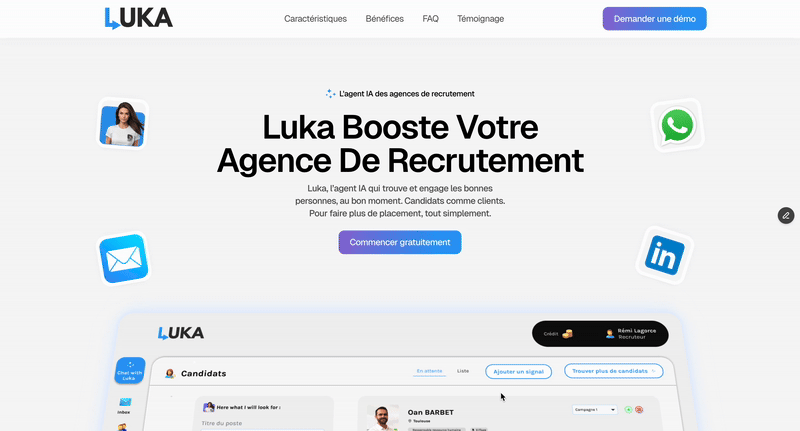 LUKA
Caractéristiques Bénéfices FAQ Témoignage
Demander une démo
L'agent IA des agences de recrutement
Luka Booste Votre
Agence De Recrutement
Luka, l'agent IA qui trouve et engage les bonnes
personnes, au bon moment. Candidats comme clients.
Pour faire plus de placement, tout simplement.
Commencer gratuitement
in
LUKA
Crédit
Rémi Lagorce
Recruteur
Chat with
Luka
Candidats
En attente Liste
Ajouter un signal
Trouver plus de candidats
Inbox
Here what I will look for :
Titre du poste
Oan BARBET
Toulouse
Campagne 1